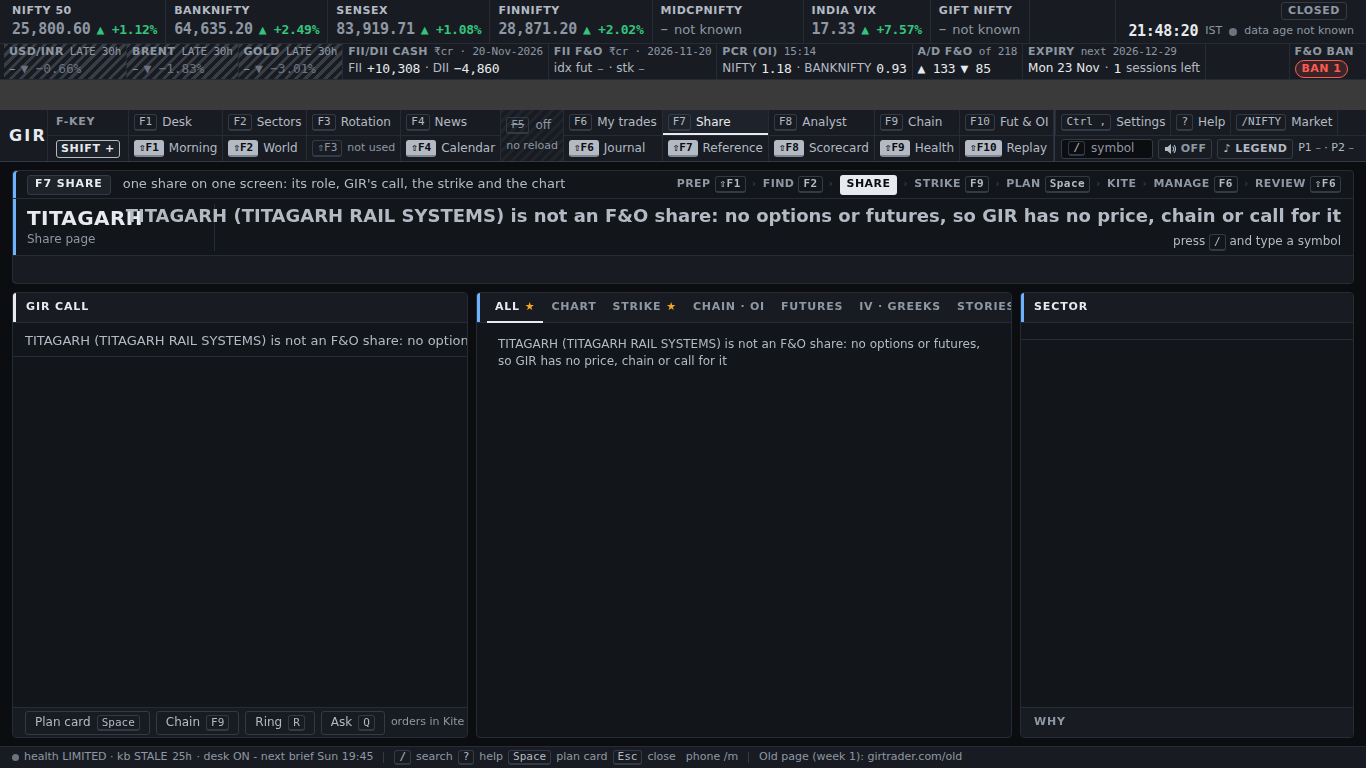 NIFTY 50 BANKNIFTY SENSEX FINNIFTY MIDCPNIFTY INDIA VIX GIFT NIFTY CLOSED
25,800.60 ▲ +1.12% 64,635.20 ▲ +2.49% 83,919.71 ▲ +1.08% 28,871.20 ▲ +2.02% – not known 17.33 ▲ +7.57% – not known 21:48:20 IST ● data age not known
USD/INR LATE 30h BRENT LATE 30h GOLD LATE 30h FII/DII CASH ₹cr · 20-Nov-2026 FII F&O ₹cr · 2026-11-20 PCR (OI) 15:14 A/D F&O of 218 EXPIRY next 2026-12-29 F&O BAN
– ▼ −0.66% – ▼ −1.83% – ▼ −3.01% FII +10,308 · DII −4,860 idx fut – · stk – NIFTY 1.18 · BANKNIFTY 0.93 ▲ 133 ▼ 85 Mon 23 Nov · 1 sessions left BAN 1
GIR F-KEY F1 Desk F2 Sectors F3 Rotation F4 News F5 off F6 My trades F7 Share F8 Analyst F9 Chain F10 Fut & OI Ctrl , Settings ? Help /NIFTY Market
SHIFT + ⇧F1 Morning ⇧F2 World ⇧F3 not used ⇧F4 Calendar no reload ⇧F6 Journal ⇧F7 Reference ⇧F8 Scorecard ⇧F9 Health ⇧F10 Replay / symbol OFF ♪ LEGEND P1 – · P2 –
F7 SHARE one share on one screen: its role, GIR's call, the strike and the chart PREP ⇧F1 › FIND F2 › SHARE › STRIKE F9 › PLAN Space › KITE › MANAGE F6 › REVIEW ⇧F6
TITAGARH TITAGARH (TITAGARH RAIL SYSTEMS) is not an F&O share: no options or futures, so GIR has no price, chain or call for it
Share page press / and type a symbol
GIR CALL ALL ★ CHART STRIKE ★ CHAIN · OI FUTURES IV · GREEKS STORIES SECTOR
TITAGARH (TITAGARH RAIL SYSTEMS) is not an F&O share: no option
TITAGARH (TITAGARH RAIL SYSTEMS) is not an F&O share: no options or futures,
so GIR has no price, chain or call for it
Plan card Space Chain F9 Ring R Ask Q orders in Kite WHY
● health LIMITED · kb STALE 25h · desk ON – next brief Sun 19:45 / search ? help Space plan card Esc close phone /m Old page (week 1): girtrader.com/old